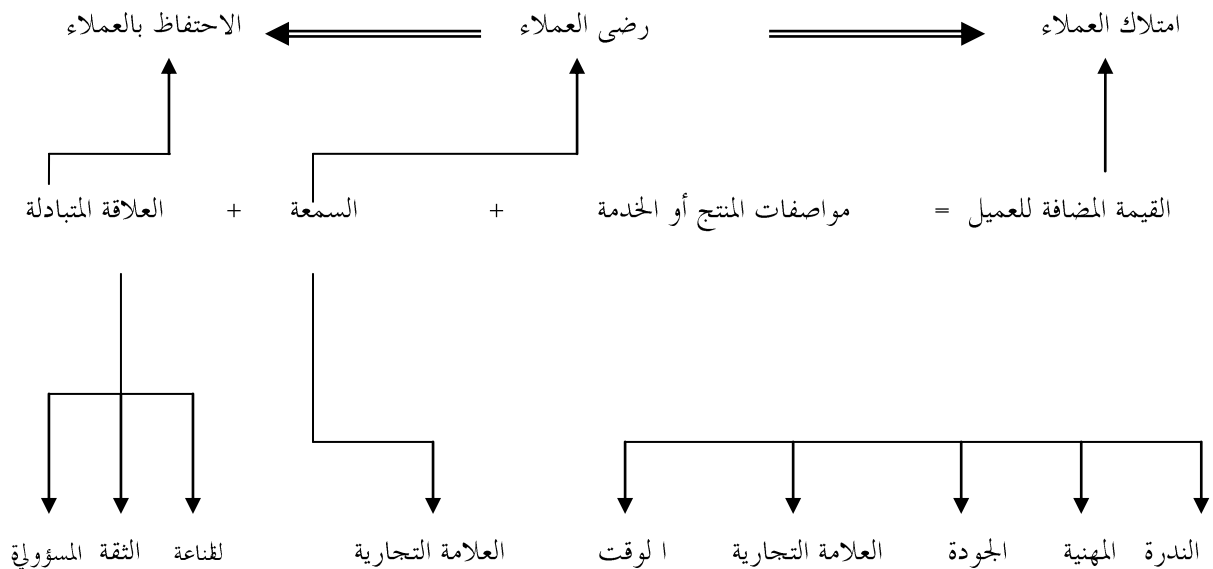 امتلاك العملاء رضى العملاء الاحتفاظ بالعملاء
القيمة المضافة للعميل = مواصفات المنتج أو الخدمة + السمعة + العلاقة المتبادلة
الندرة المهنية الجودة العلامة التجارية ا لوقت العلامة التجارية لقناعة الثقة المسؤولية